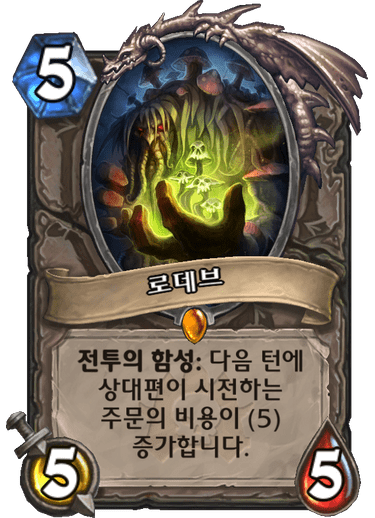 5
로데브
전투의 함성: 다음 턴에
상대편이 시전하는
주문의 비용이 (5)
증가합니다.
5
5